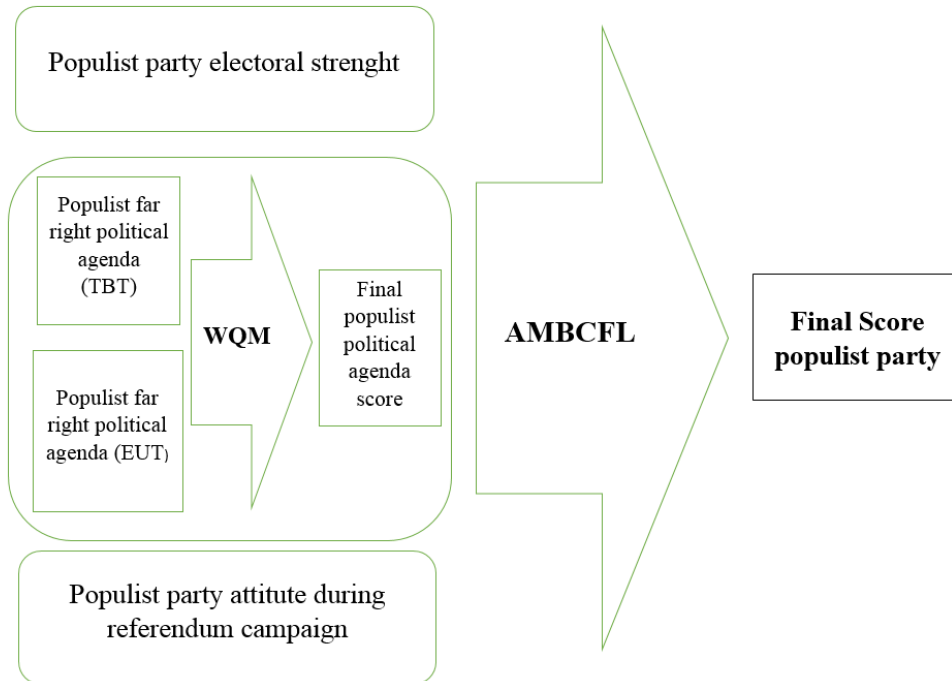 Populist party electoral strenght
Populist far
right political
agenda
(TBT)
Populist far
right political
agenda (EUT)
WQM
Final
populist
political
agenda
score
Populist party attitute during
referendum campaign
AMBCFL
Final Score
populist party